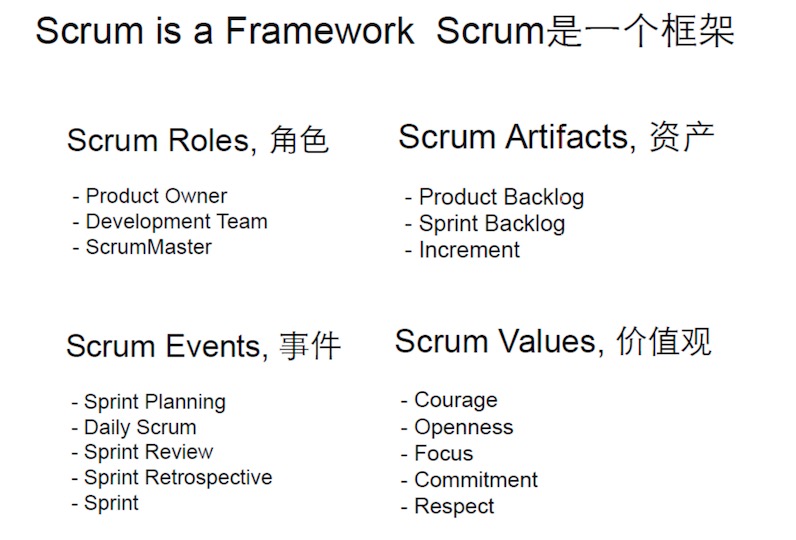 Scrum is a Framework Scrum是一个框架
Scrum Roles, 角色
- Product Owner
- Development Team
- ScrumMaster
Scrum Artifacts, 资产
- Product Backlog
- Sprint Backlog
- Increment
Scrum Events, 事件
- Sprint Planning
- Daily Scrum
- Sprint Review
- Sprint Retrospective
- Sprint
Scrum Values, 价值观
- Courage
- Openness
- Focus
- Commitment
- Respect